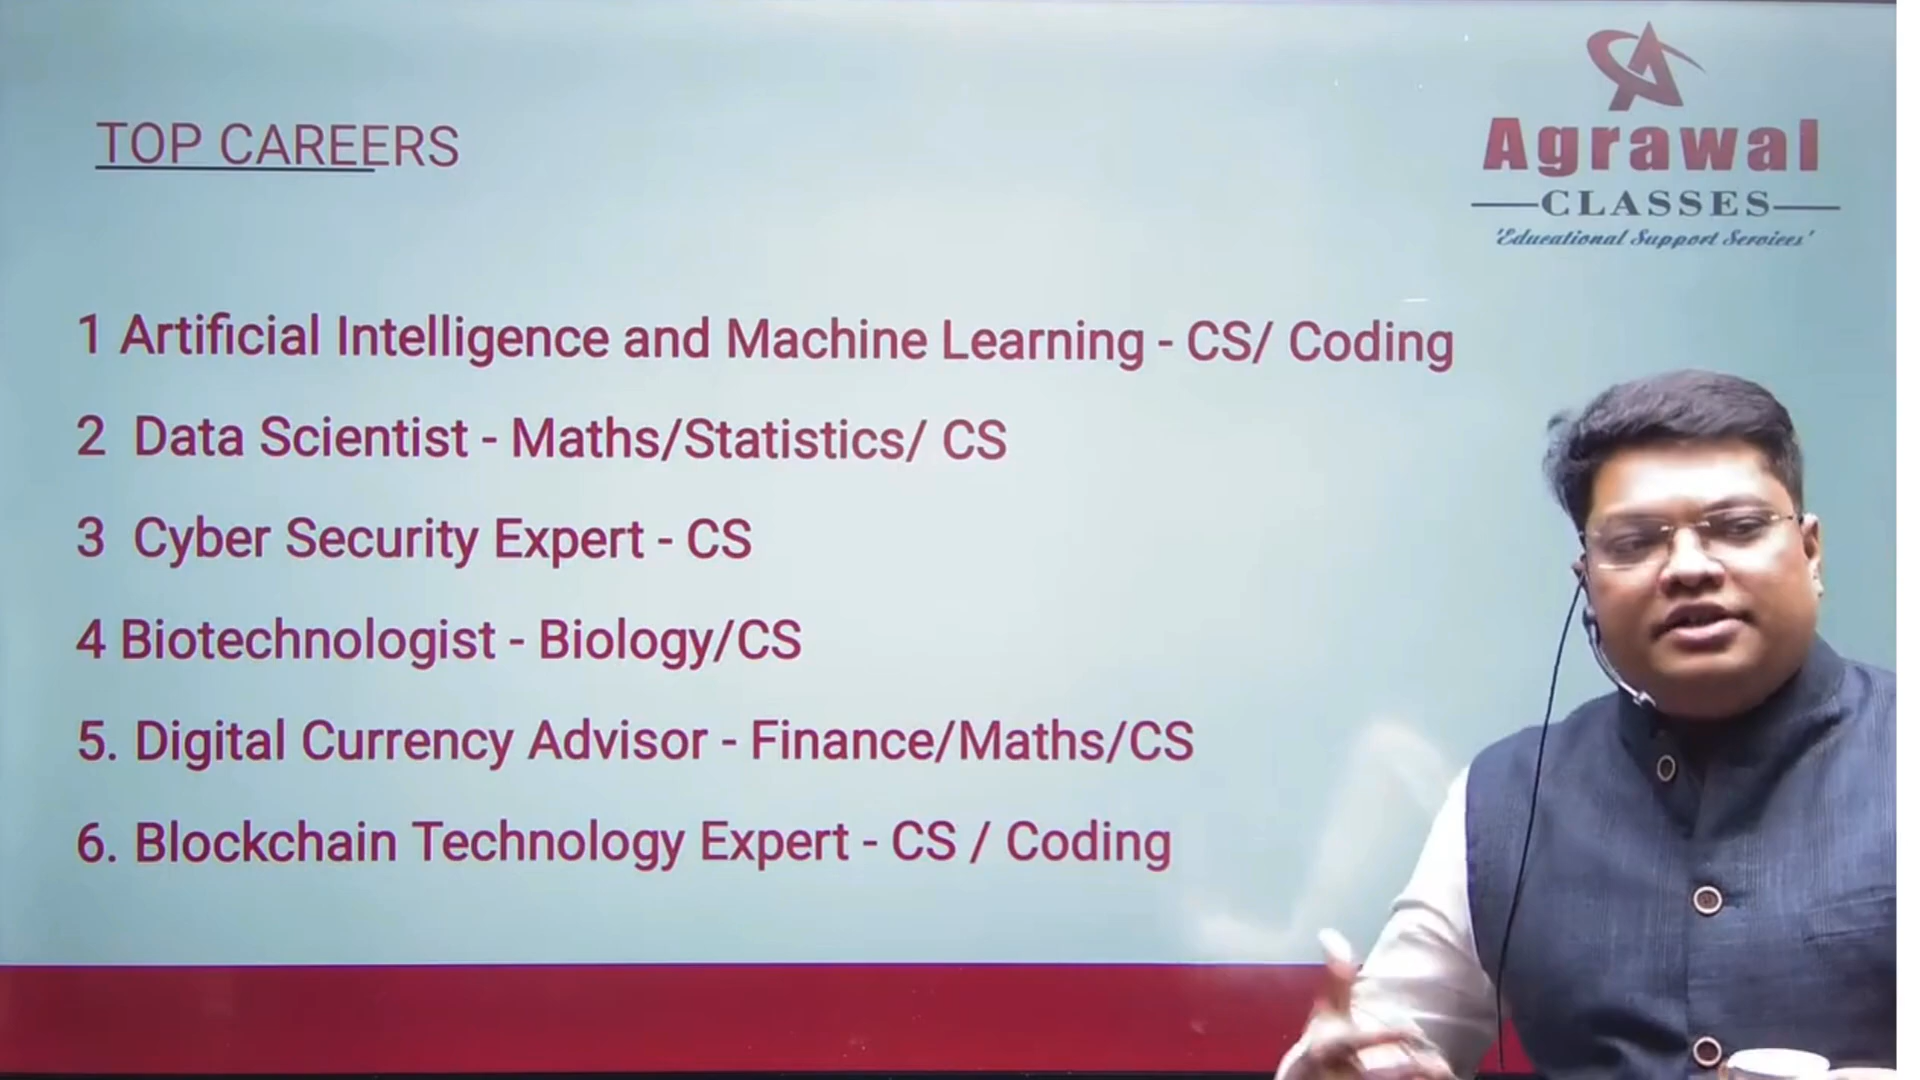 TOP CAREERS
Agrawal
CLASSES
'Educational Support Services'
1 Artificial Intelligence and Machine Learning - CS/ Coding
2 Data Scientist - Maths/Statistics/ CS
3 Cyber Security Expert - CS
4 Biotechnologist - Biology/CS
5. Digital Currency Advisor - Finance/Maths/CS
6. Blockchain Technology Expert - CS / Coding